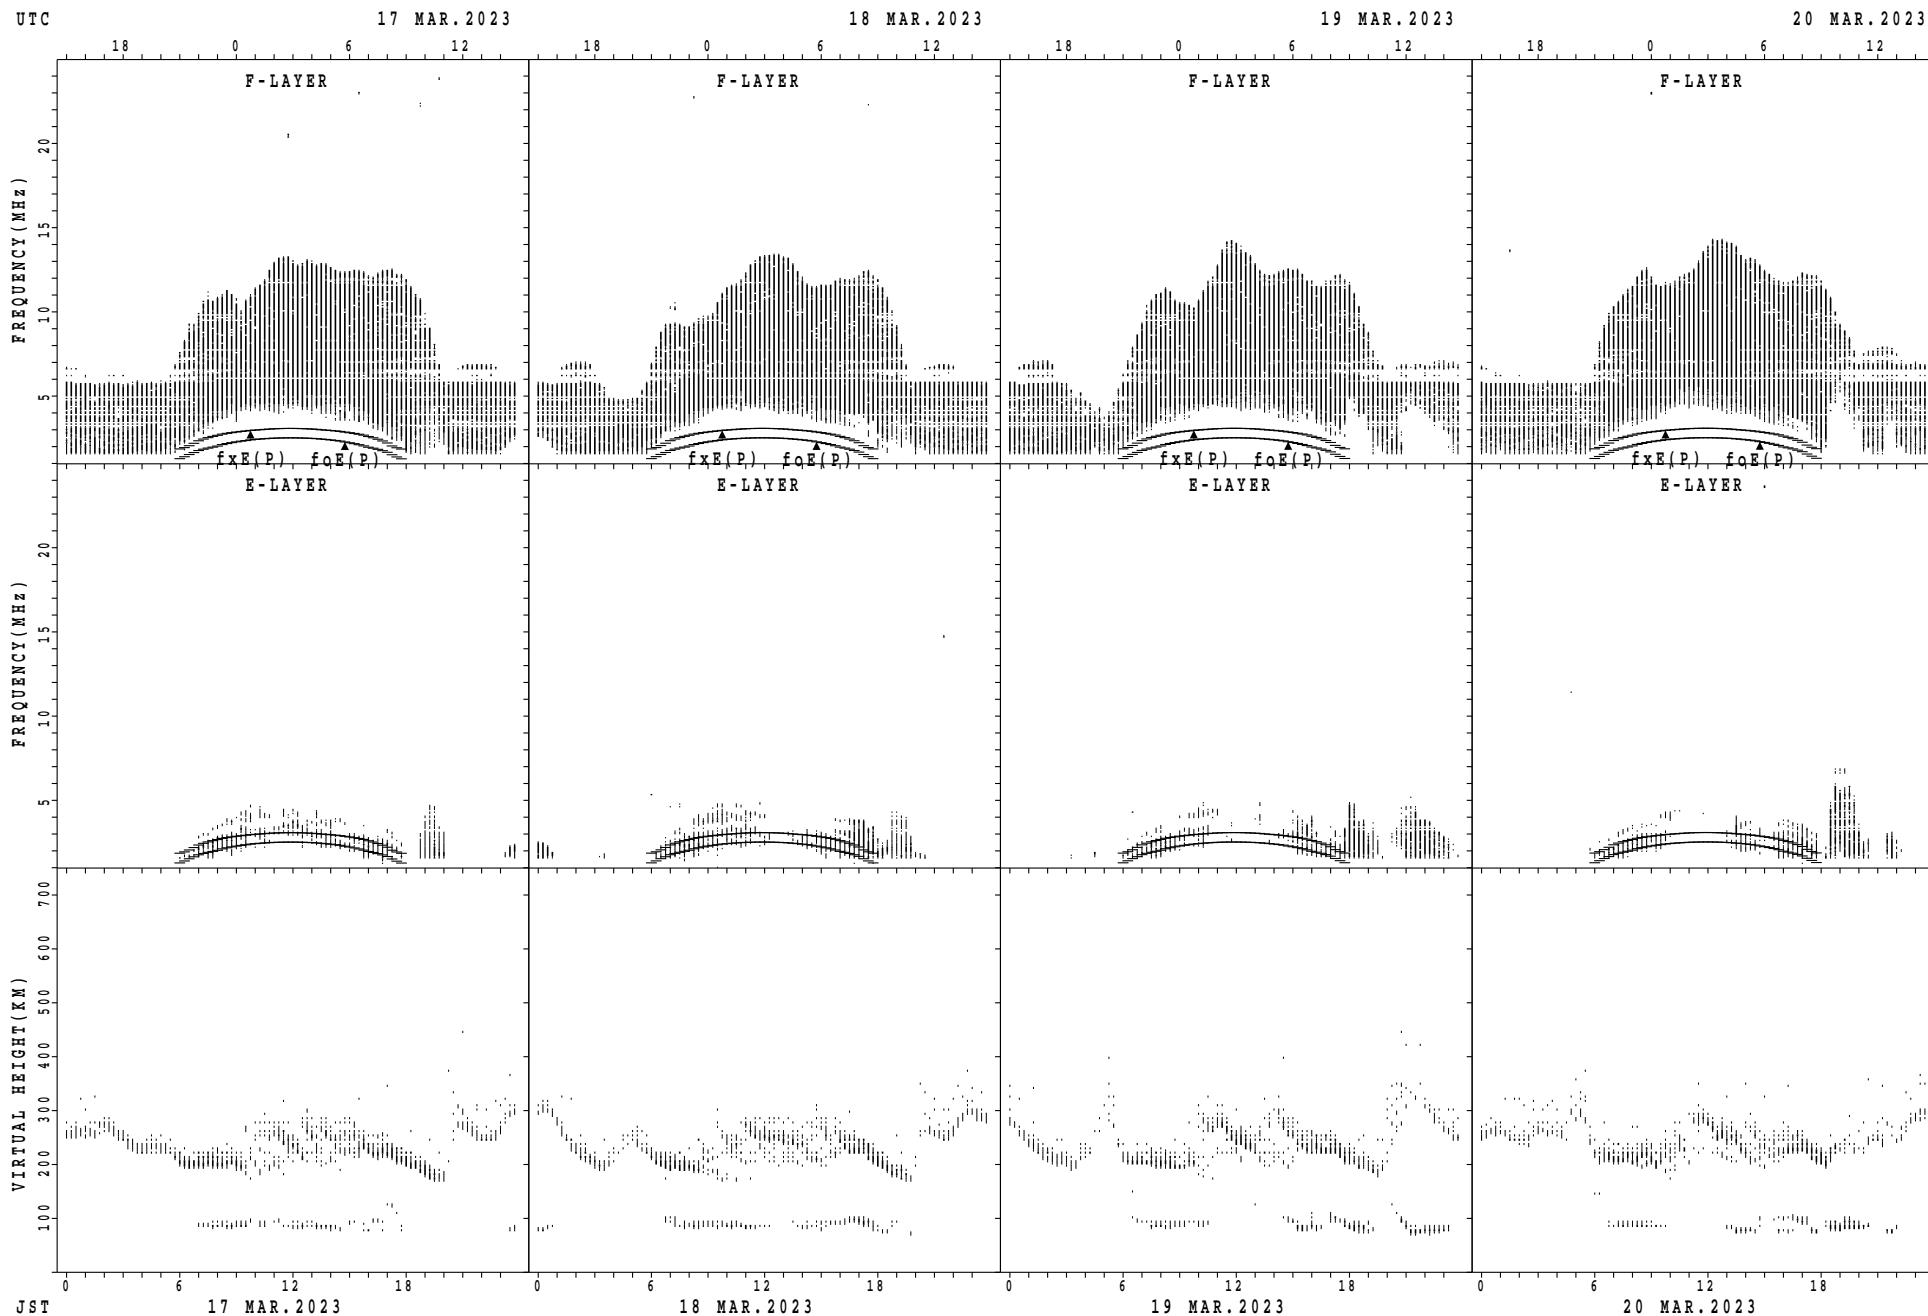 UTC 17 MAR.2023 18 MAR.2023 19 MAR.2023 20 MAR.2023
18 0 6 12 18 0 6 12 18 0 6 12 18 0 6 12
F-LAYER F-LAYER F-LAYER F-LAYER
FREQUENCY(MHz)
20
15
10
5
fxE(P) foE(P) fxE(P) foE(P) fxE(P) foE(P) fxE(P) foE(P)
E-LAYER E-LAYER E-LAYER E-LAYER
FREQUENCY(MHz)
20
15
10
5
VIRTUAL HEIGHT(KM)
700
600
500
400
300
200
100
0 6 12 18 0 6 12 18 0 6 12 18 0 6 12 18
JST 17 MAR.2023 18 MAR.2023 19 MAR.2023 20 MAR.2023